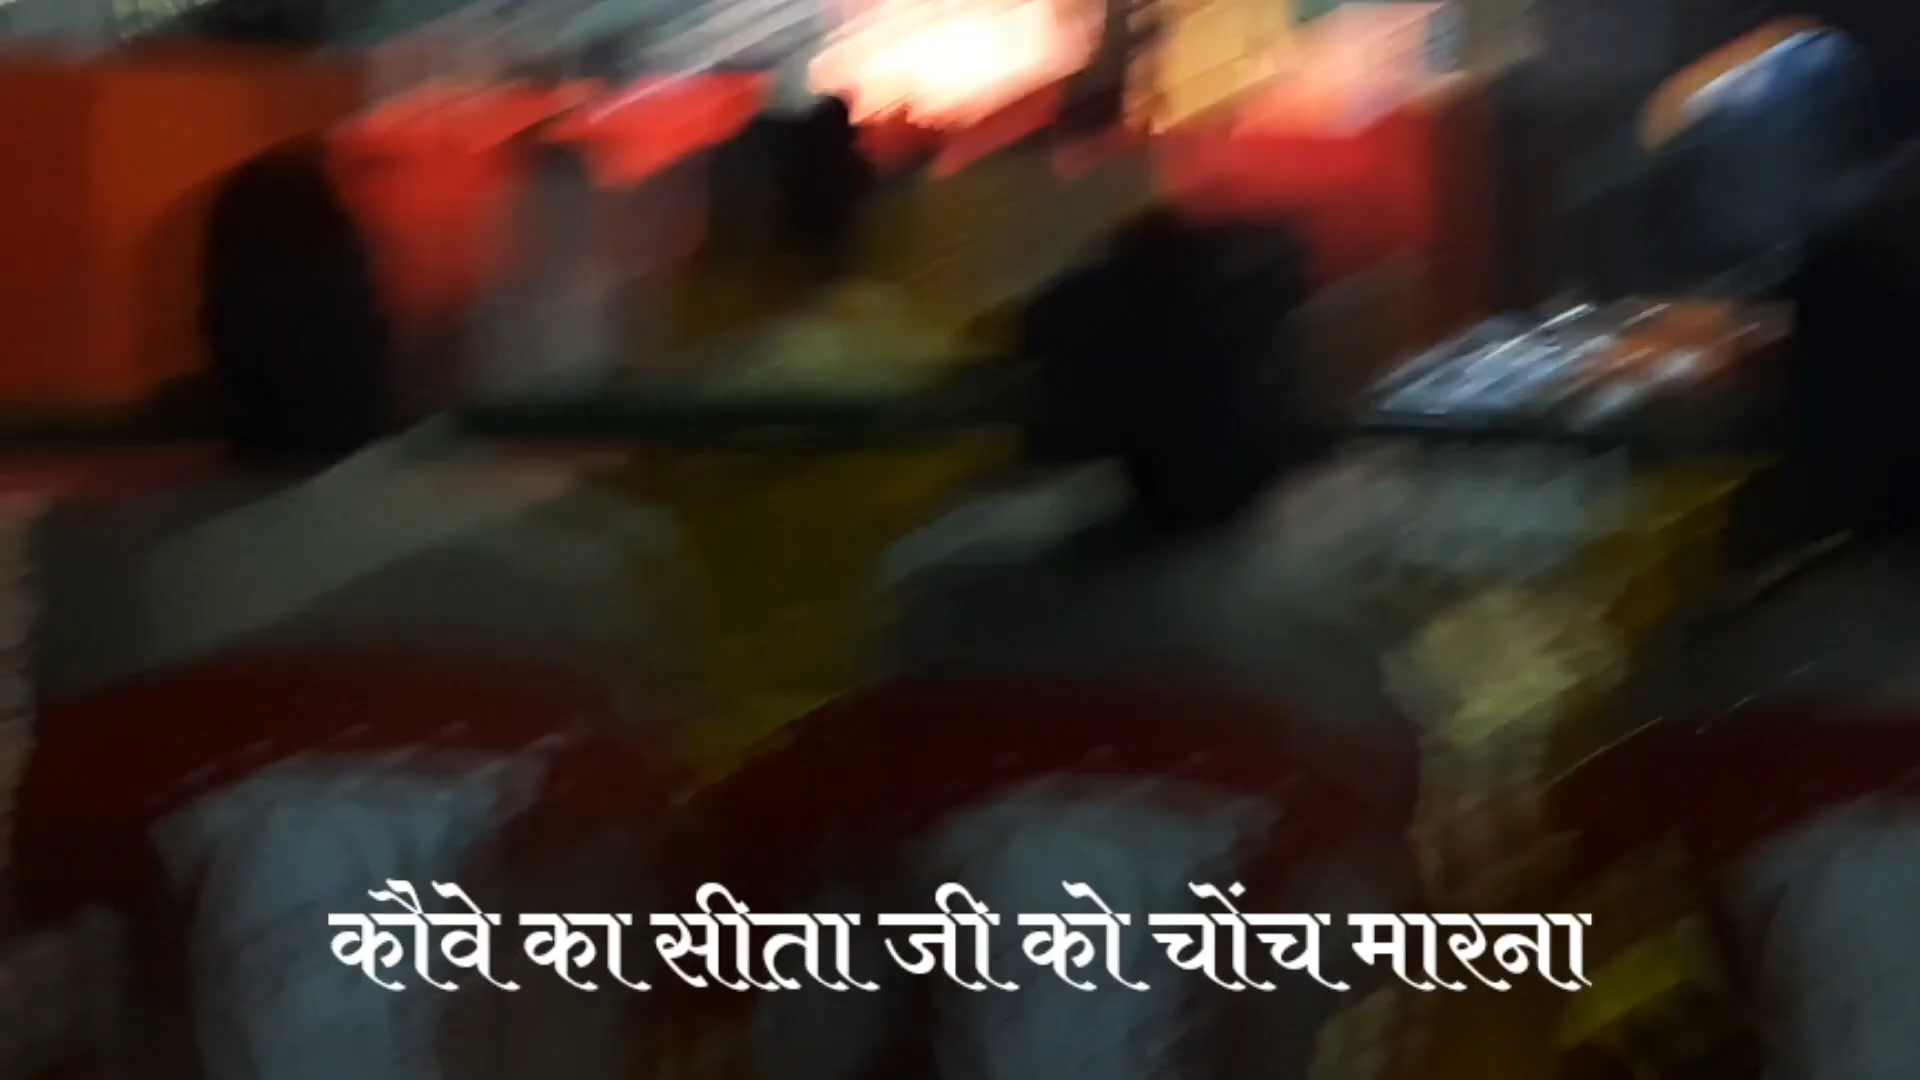 कौवे का सीता जी को चोंच मारना